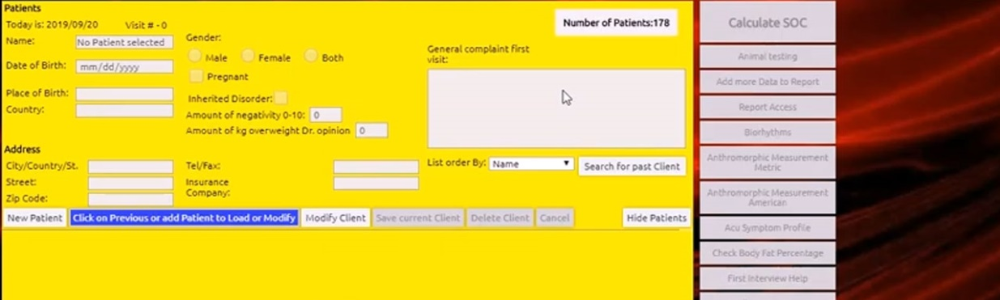 Patients
Today is: 2019/09/20
Visit # - 0
Number of Patients:178
Name:
No Patient selected
Date of Birth:
mm/dd/yyyy
Place of Birth:
Country:
Gender:
Male
Female
Both
Pregnant
Inherited Disorder:
Amount of negativity 0-10:
0
Amount of kg overweight Dr. opinion
0
General complaint first
visit:
Address
City/Country/St.
Street:
Zip Code:
Tel/Fax:
Insurance
Company:
List order By:
Name
Search for past Client
New Patient
Click on Previous or add Patient to Load or Modify
Modify Client
Save current Client
Delete Client
Cancel
Hide Patients
Calculate SOC
Animal testing
Add more Data to Report
Report Access
Biorhythms
Anthromorphic Measurement
Metric
Anthromorphic Measurement
American
Acu Symptom Profile
Check Body Fat Percentage
First Interview Help